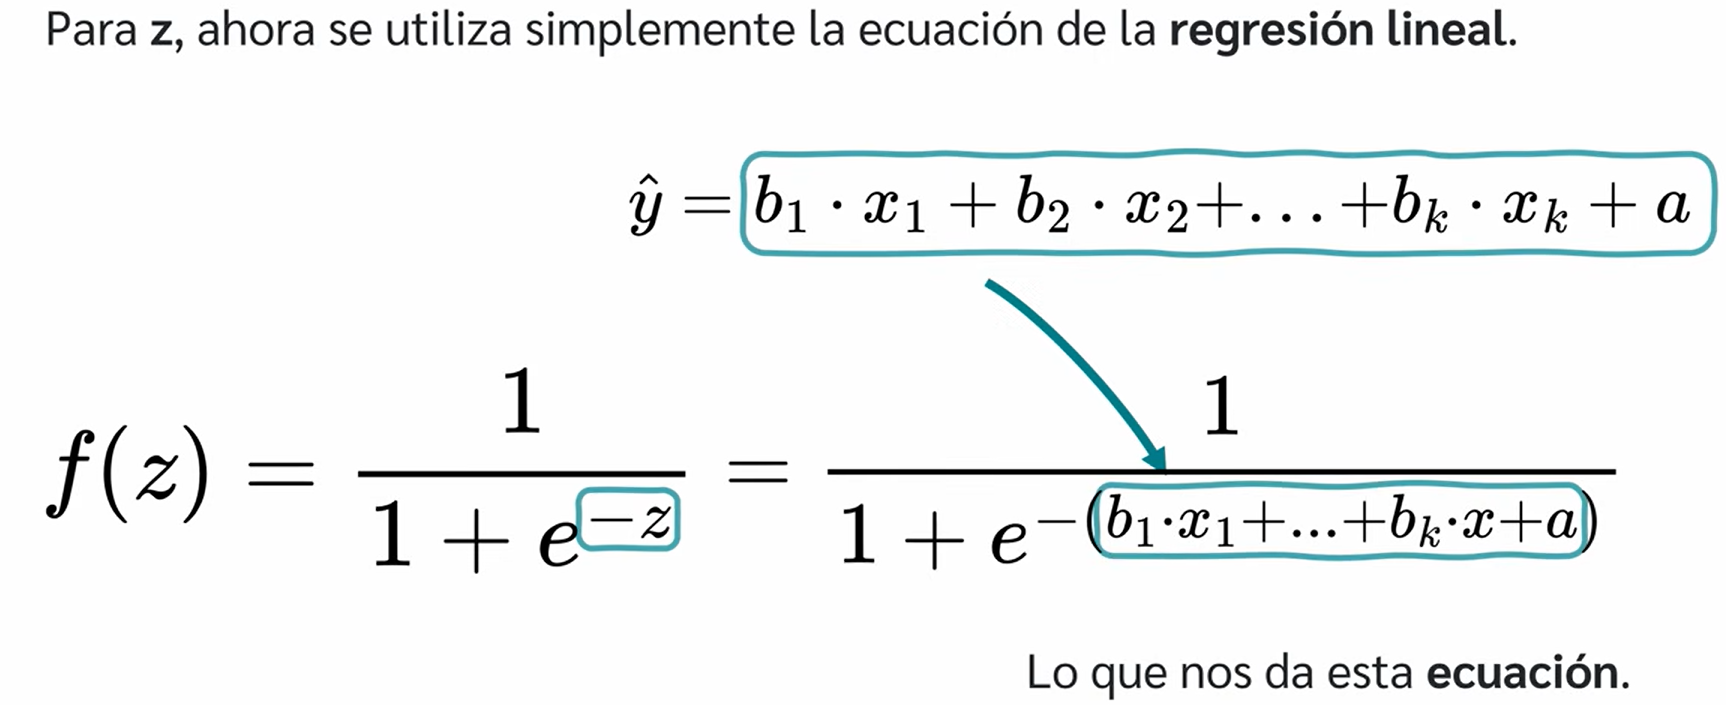 Para z, ahora se utiliza simplemente la ecuación de la regresión lineal.
ŷ = b₁ · x₁ + b₂ · x₂+. . . +bₖ · xₖ + a
f(z) = 1 / (1 + e^(−z)) = 1 / (1 + e^(−(b₁·x₁+...+bₖ·x+a)))
Lo que nos da esta ecuación.